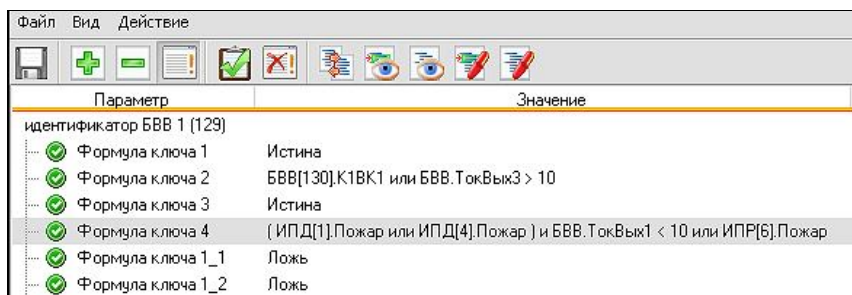 Файл Вид Действие
Параметр Значение
идентификатор БВВ 1 (129)
Формула ключа 1 Истина
Формула ключа 2 БВВ[130].К1ВК1 или БВВ.ТокВых3 > 10
Формула ключа 3 Истина
Формула ключа 4 ( ИПД[1].Пожар или ИПД[4].Пожар ) и БВВ.ТокВых1 < 10 или ИПР[6].Пожар
Формула ключа 1_1 Ложь
Формула ключа 1_2 Ложь